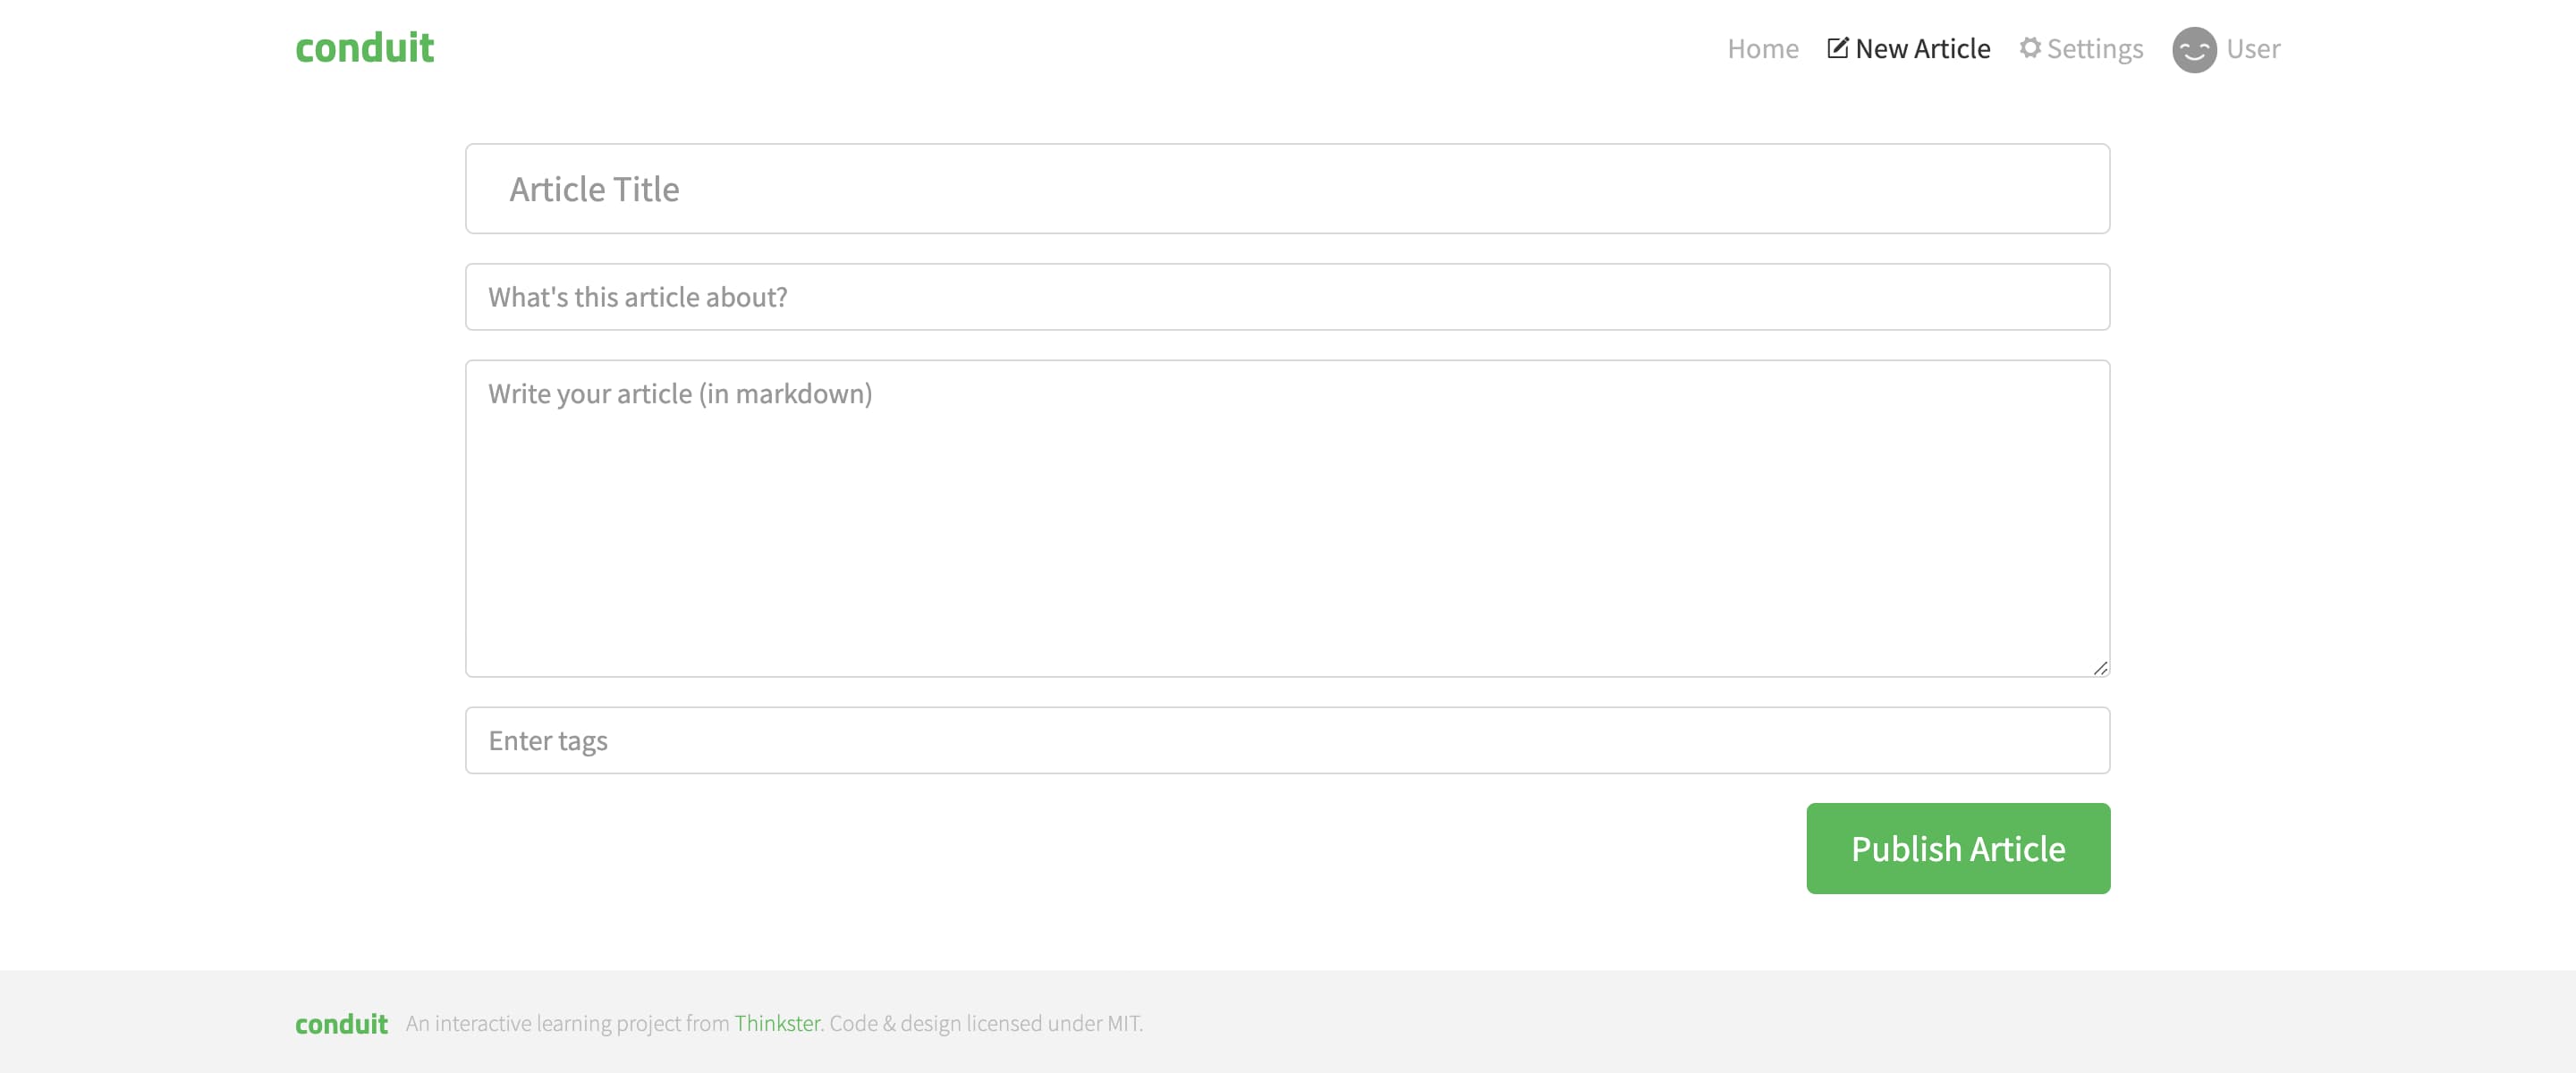 conduit
Home New Article Settings User
Article Title
What's this article about?
Write your article (in markdown)
Enter tags
Publish Article
conduit An interactive learning project from Thinkster. Code & design licensed under MIT.